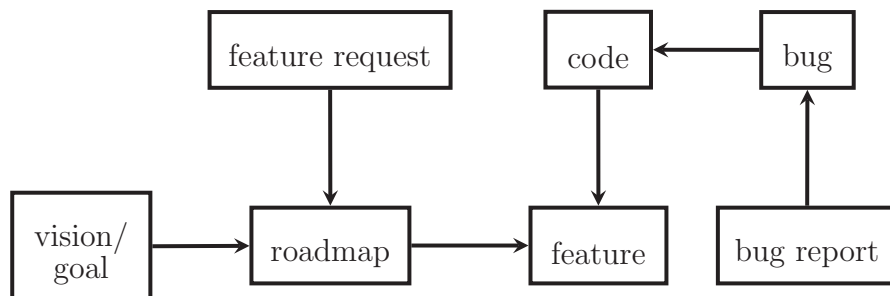 feature request
code
bug
vision/
goal
roadmap
feature
bug report